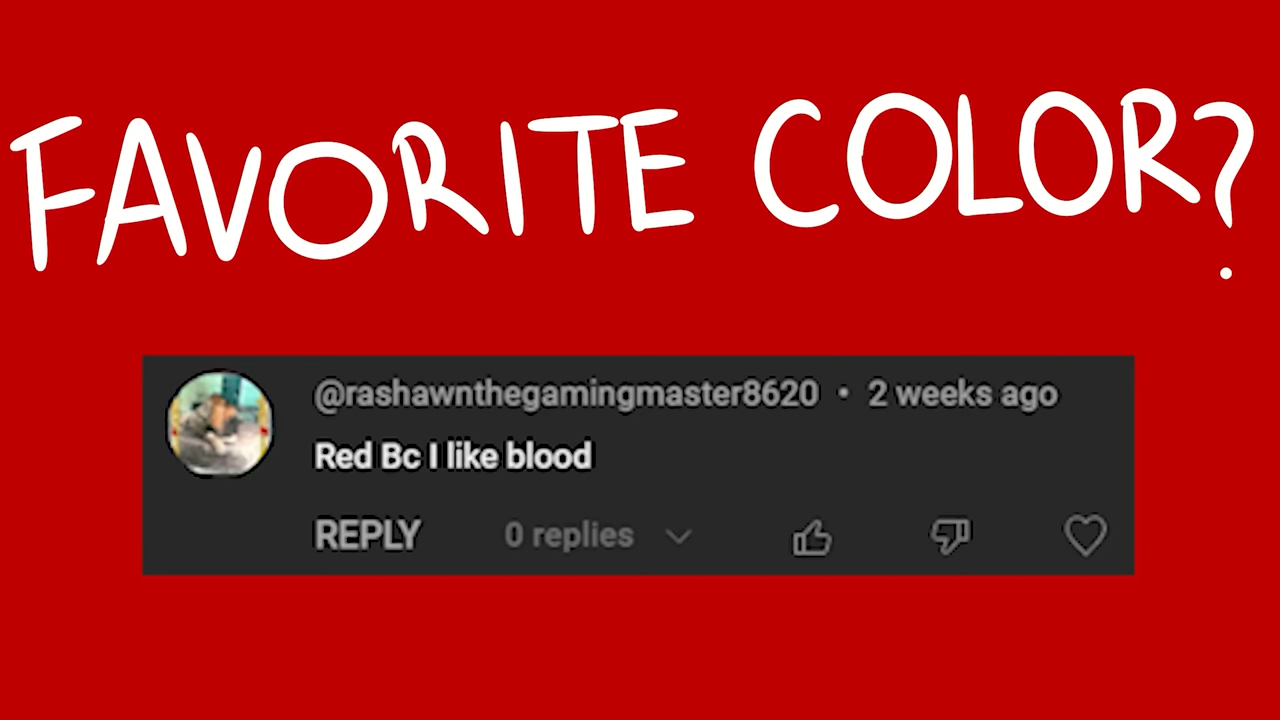 FAVORITE COLOR?
@rashawnthegamingmaster8620 • 2 weeks ago
Red Bc I like blood
REPLY 0 replies